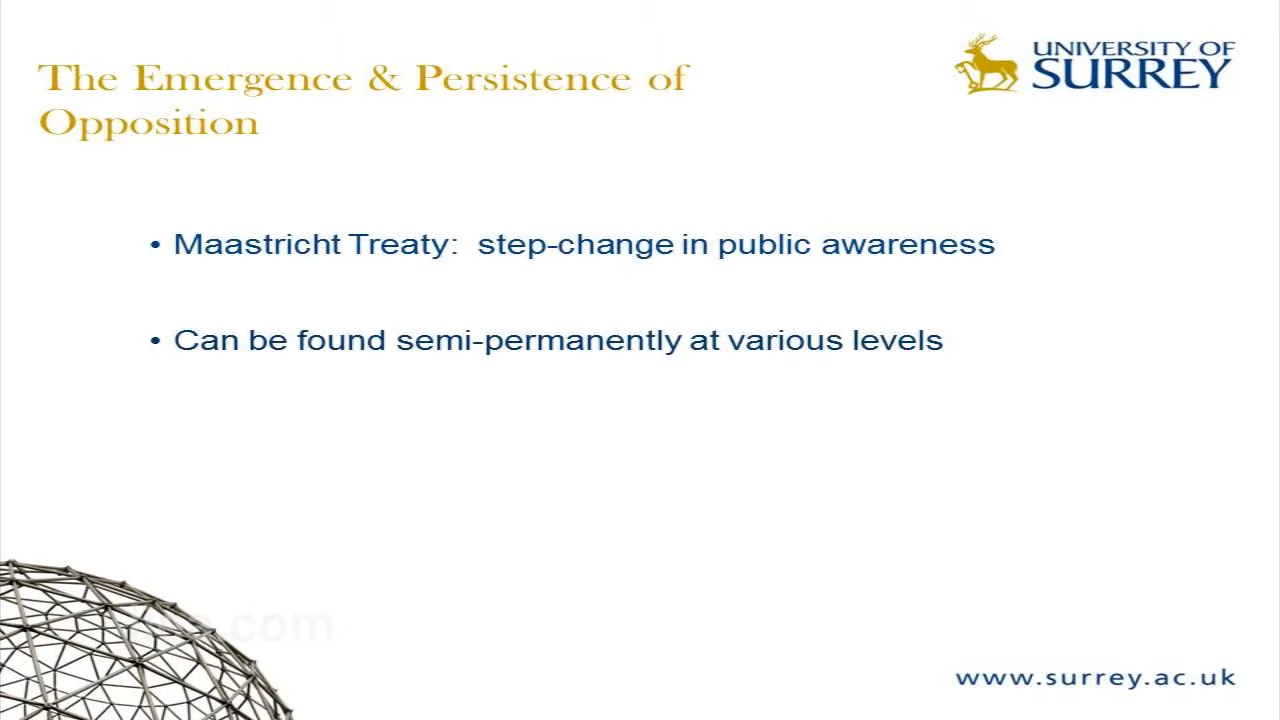 UNIVERSITY OF
SURREY
The Emergence & Persistence of
Opposition
• Maastricht Treaty:  step-change in public awareness
• Can be found semi-permanently at various levels
.com
www.surrey.ac.uk